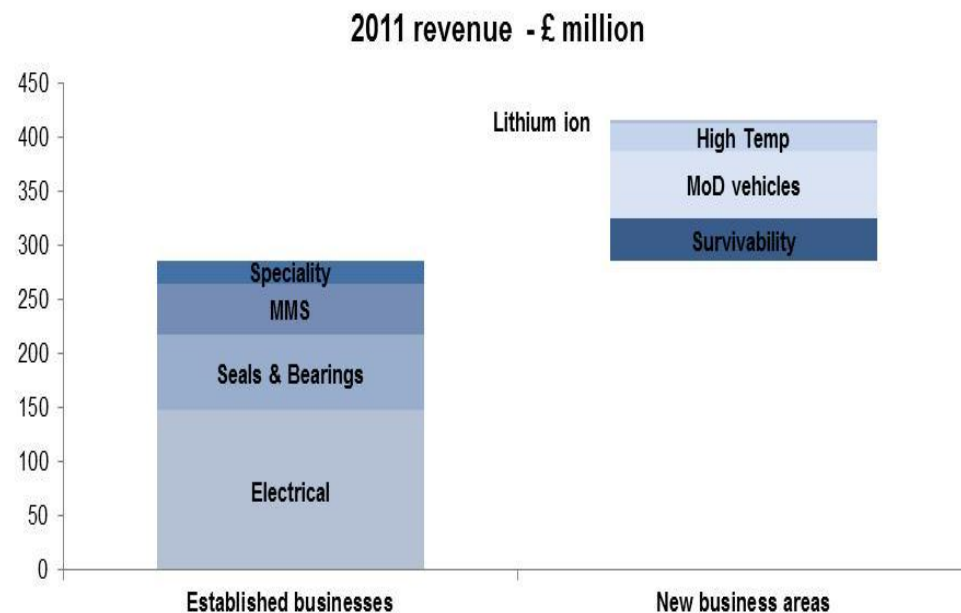 2011 revenue - £ million
450
400
350
300
250
200
150
100
50
0
Speciality
MMS
Seals & Bearings
Electrical
Lithium ion
High Temp
MoD vehicles
Survivability
Established businesses
New business areas